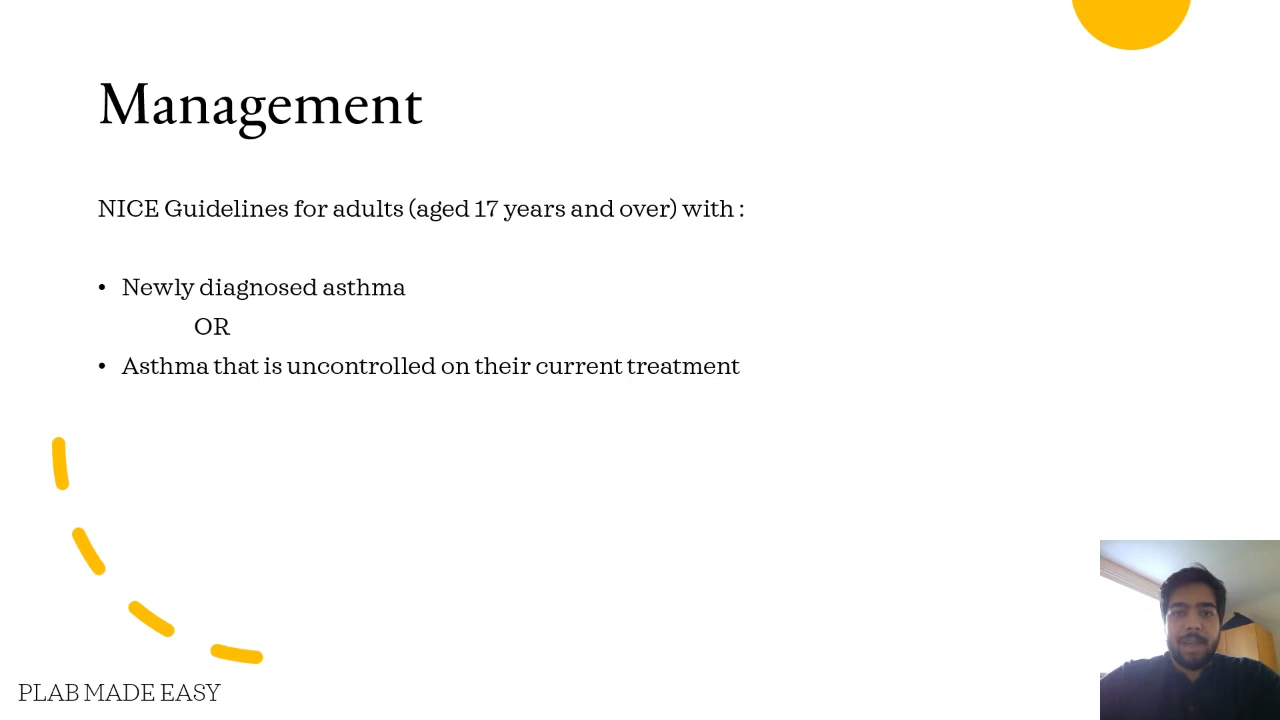 Management
NICE Guidelines for adults (aged 17 years and over) with :
• Newly diagnosed asthma
OR
• Asthma that is uncontrolled on their current treatment
PLAB MADE EASY